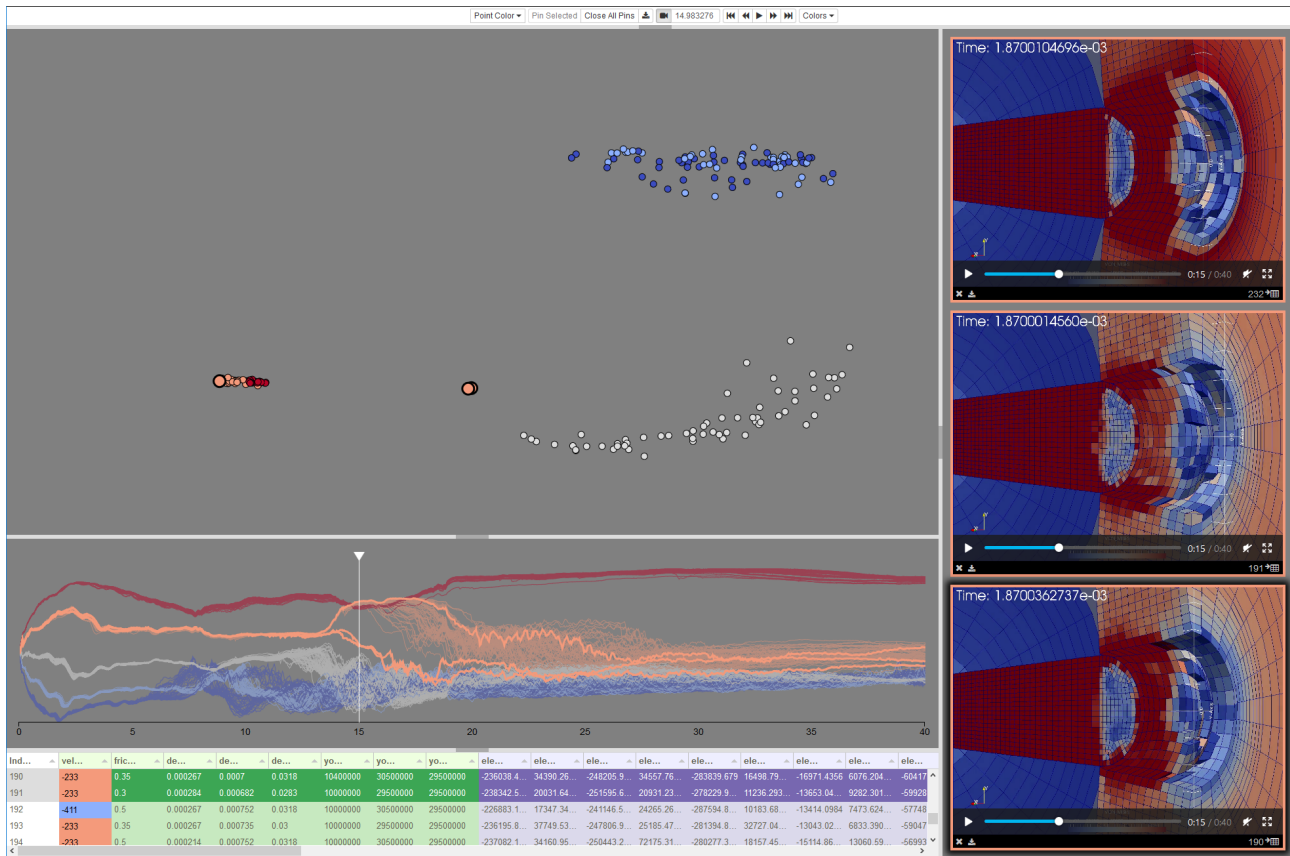 Point Color Pin Selected Close All Pins 14.983276 Colors
Time: 1.8700104696e-03
0:15 / 0:40
232
Time: 1.8700014560e-03
0:15 / 0:40
191
Time: 1.8700362737e-03
0:15 / 0:40
190
0 5 10 15 20 25 30 35 40
Ind... vel... fric... de... de... de... yo... yo... yo... ele... ele... ele... ele... ele... ele... ele... ele... ele...
190 -233 0.35 0.000267 0.0007 0.0318 10400000 30500000 29500000 -236038.4... 34390.26... -248205.9... 34557.76... -283839.679 16498.79... -16971.4356 6076.204... -60417
191 -233 0.3 0.000284 0.000682 0.0283 10000000 29500000 29500000 -238342.5... 20031.64... -251595.6... 20931.23... -278229.9... 11236.293... -13653.04... 9282.301... -59928
192 -411 0.5 0.000267 0.000752 0.0318 10000000 29500000 29500000 -226883.1... 17347.34... -241146.5... 24265.26... -287594.8... 10183.68... -13414.0984 7473.624... -57748
193 -233 0.35 0.000267 0.000735 0.03 10000000 29500000 29500000 -236195.8... 37749.53... -247806.9... 25185.47... -281394.8... 32727.04... -13043.02... 6833.390... -59047
194 -233 0.5 0.000214 0.000752 0.0318 10000000 30500000 29500000 -237082.1... 34160.95... -250443.2... 72175.31... -280277.3... 18157.45... -15114.86... 13060.59... -56993